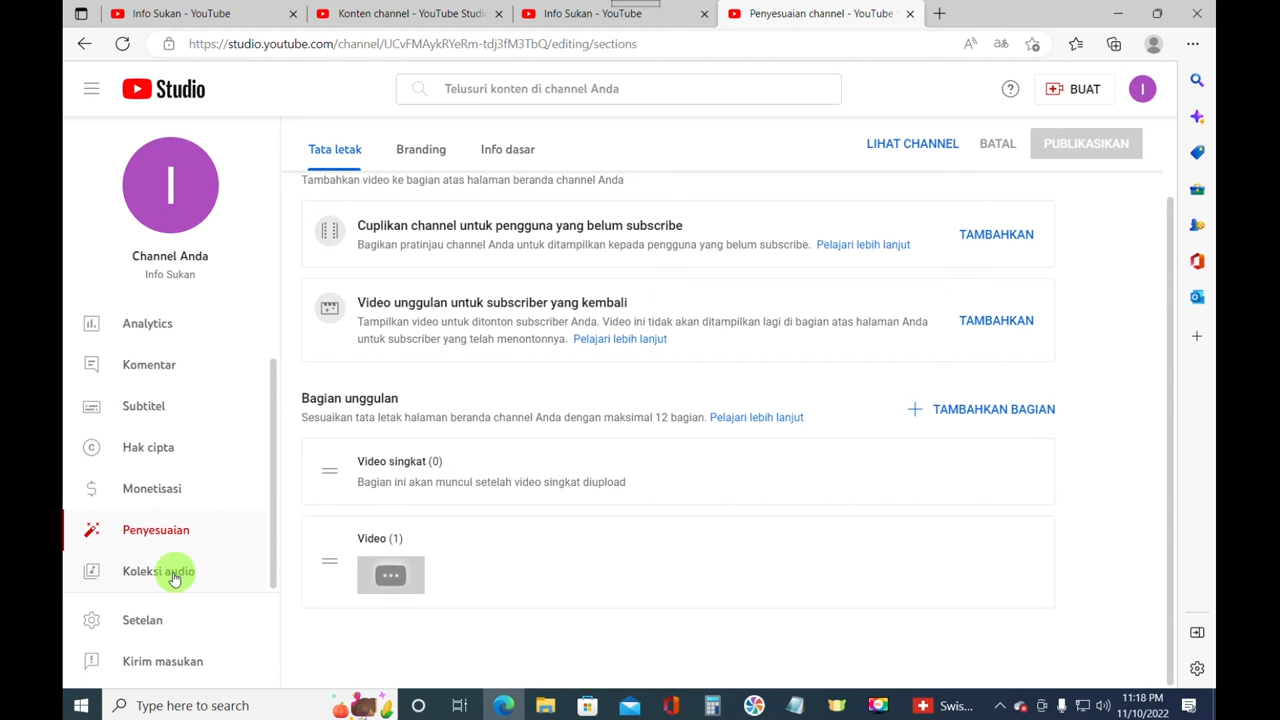 Info Sukan - YouTube
Konten channel - YouTube Studio
Info Sukan - YouTube
Penyesuaian channel - YouTube S
https://studio.youtube.com/channel/UCvFMAykRYeRm-tdj3fM3TbQ/editing/sections
Studio
Telusuri konten di channel Anda
BUAT
I
I
Channel Anda
Info Sukan
Analytics
Komentar
Subtitel
Hak cipta
Monetisasi
Penyesuaian
Koleksi audio
Setelan
Kirim masukan
Tata letak
Branding
Info dasar
LIHAT CHANNEL
BATAL
PUBLIKASIKAN
Tambahkan video ke bagian atas halaman beranda channel Anda
Cuplikan channel untuk pengguna yang belum subscribe
Bagikan pratinjau channel Anda untuk ditampilkan kepada pengguna yang belum subscribe. Pelajari lebih lanjut
TAMBAHKAN
Video unggulan untuk subscriber yang kembali
Tampilkan video untuk ditonton subscriber Anda. Video ini tidak akan ditampilkan lagi di bagian atas halaman Anda
untuk subscriber yang telah menontonnya. Pelajari lebih lanjut
TAMBAHKAN
Bagian unggulan
Sesuaikan tata letak halaman beranda channel Anda dengan maksimal 12 bagian. Pelajari lebih lanjut
TAMBAHKAN BAGIAN
Video singkat (0)
Bagian ini akan muncul setelah video singkat diupload
Video (1)
Type here to search
Swis...
11:18 PM
11/10/2022